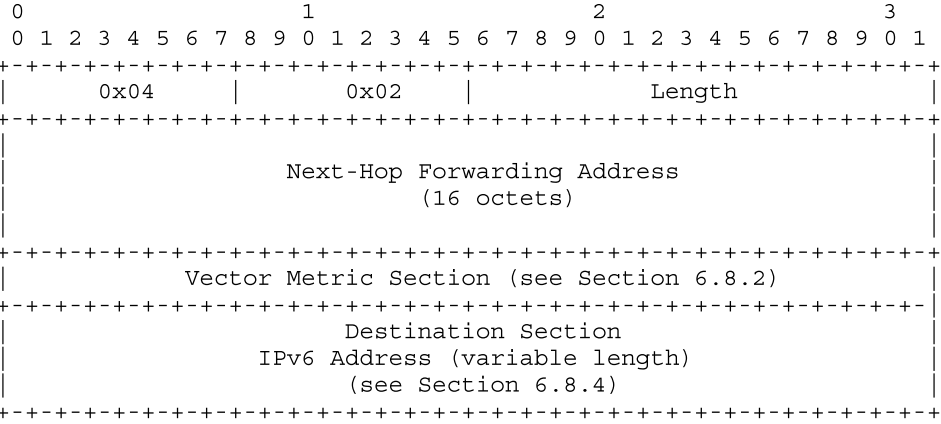 0                   1                   2                   3
 0 1 2 3 4 5 6 7 8 9 0 1 2 3 4 5 6 7 8 9 0 1 2 3 4 5 6 7 8 9 0 1
+-+-+-+-+-+-+-+-+-+-+-+-+-+-+-+-+-+-+-+-+-+-+-+-+-+-+-+-+-+-+-+-+
|      0x04     |       0x02    |            Length             |
+-+-+-+-+-+-+-+-+-+-+-+-+-+-+-+-+-+-+-+-+-+-+-+-+-+-+-+-+-+-+-+-+
|                                                               |
|                   Next-Hop Forwarding Address                 |
|                            (16 octets)                        |
|                                                               |
+-+-+-+-+-+-+-+-+-+-+-+-+-+-+-+-+-+-+-+-+-+-+-+-+-+-+-+-+-+-+-+-+
|            Vector Metric Section (see Section 6.8.2)          |
+-+-+-+-+-+-+-+-+-+-+-+-+-+-+-+-+-+-+-+-+-+-+-+-+-+-+-+-+-+-+-+-|
|                       Destination Section                     |
|                 IPv6 Address (variable length)                |
|                       (see Section 6.8.4)                     |
+-+-+-+-+-+-+-+-+-+-+-+-+-+-+-+-+-+-+-+-+-+-+-+-+-+-+-+-+-+-+-+-+